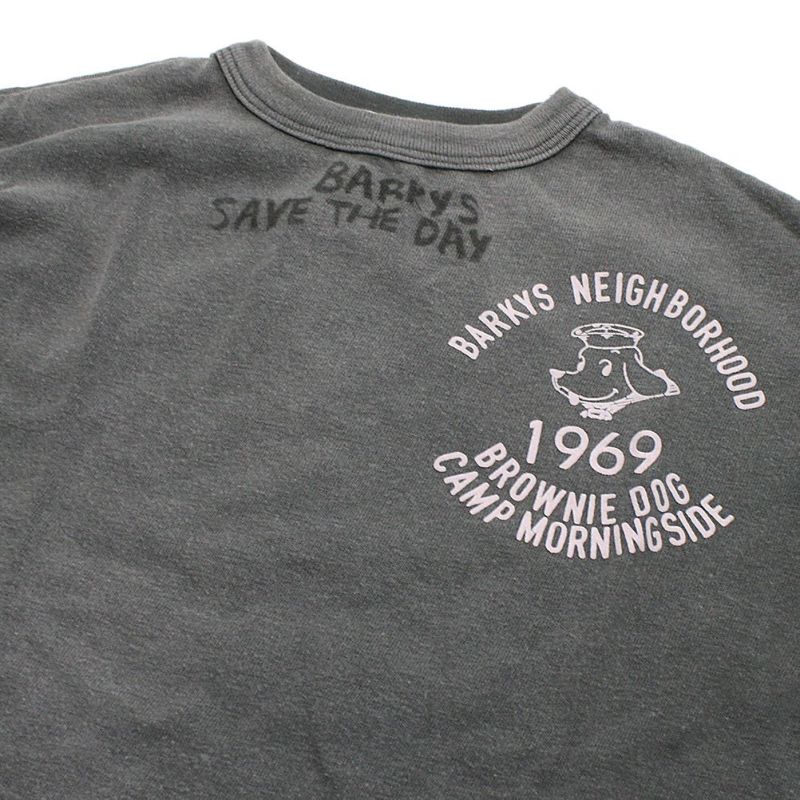 BARKYS
SAVE THE DAY
BARKYS NEIGHBORHOOD
1969
BROWNIE DOG
CAMP MORNINGSIDE